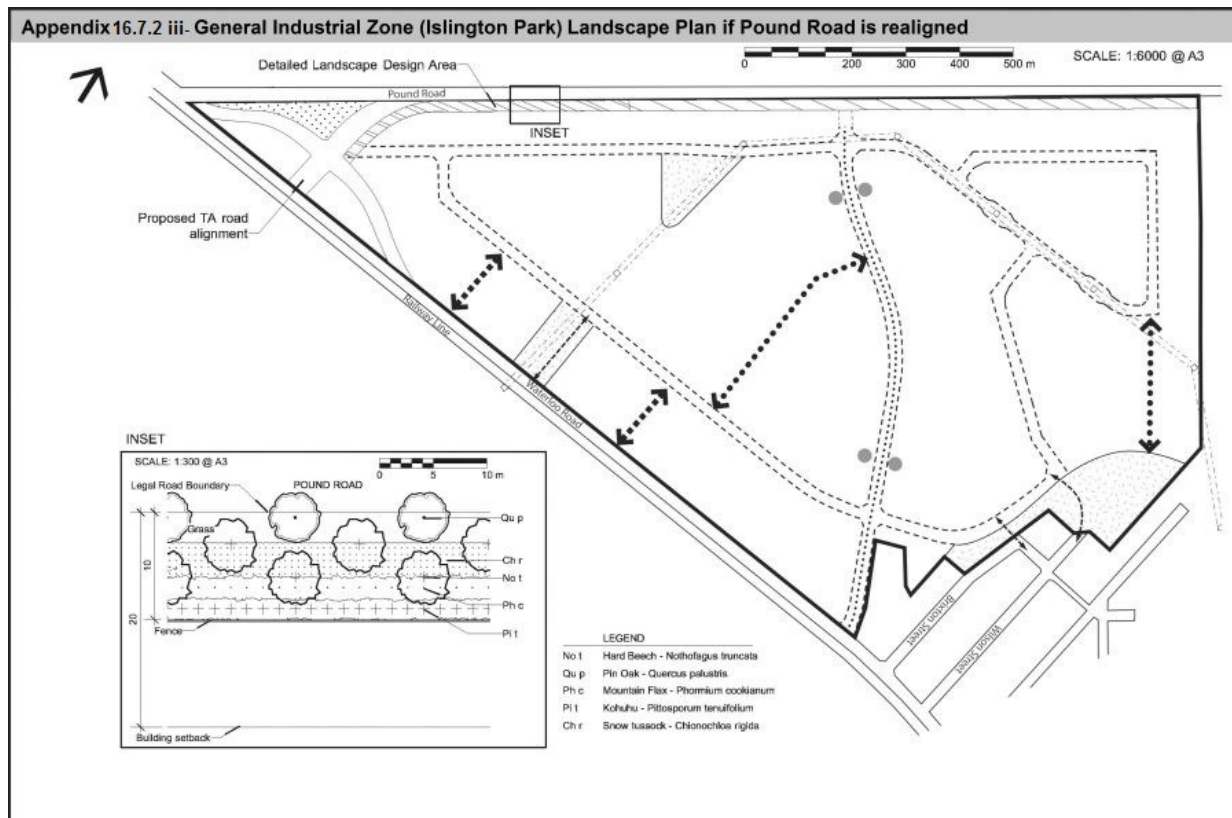 Appendix 16.7.2 iii- General Industrial Zone (Islington Park) Landscape Plan if Pound Road is realigned
Detailed Landscape Design Area
0 200 300 400 500 m
SCALE: 1:6000 @ A3
Pound Road
INSET
Proposed TA road
alignment
Railway Line
Waterloo Road
Brixton Street
Wilson Street
INSET
SCALE: 1:300 @ A3
0 5 10 m
Legal Road Boundary
POUND ROAD
Qu p
Grass
Ch r
No t
Ph c
Pi t
10
20
Fence
Building setback
LEGEND
No t Hard Beech - Nothofagus truncata
Qu p Pin Oak - Quercus palustris
Ph c Mountain Flax - Phormium cookianum
Pi t Kohuhu - Pittosporum tenuifolium
Ch r Snow tussock - Chionochloa rigida